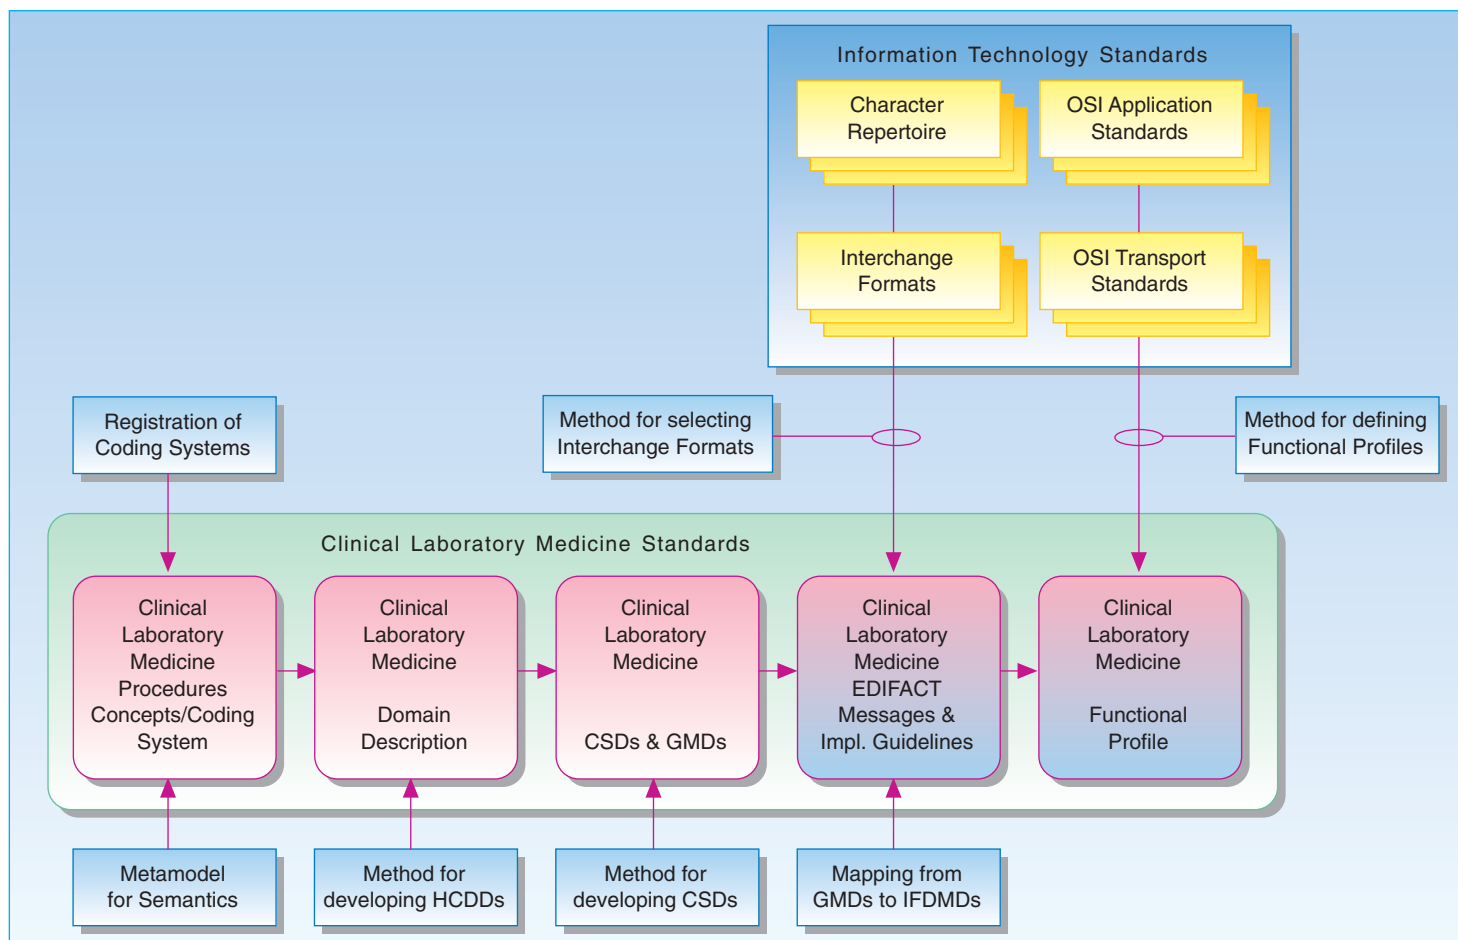 Information Technology Standards
Character
Repertoire
OSI Application
Standards
Interchange
Formats
OSI Transport
Standards
Registration of
Coding Systems
Method for selecting
Interchange Formats
Method for defining
Functional Profiles
Clinical Laboratory Medicine Standards
Clinical
Laboratory
Medicine
Procedures
Concepts/Coding
System
Clinical
Laboratory
Medicine
Domain
Description
Clinical
Laboratory
Medicine
CSDs & GMDs
Clinical
Laboratory
Medicine
EDIFACT
Messages &
Impl. Guidelines
Clinical
Laboratory
Medicine
Functional
Profile
Metamodel
for Semantics
Method for
developing HCDDs
Method for
developing CSDs
Mapping from
GMDs to IFDMDs